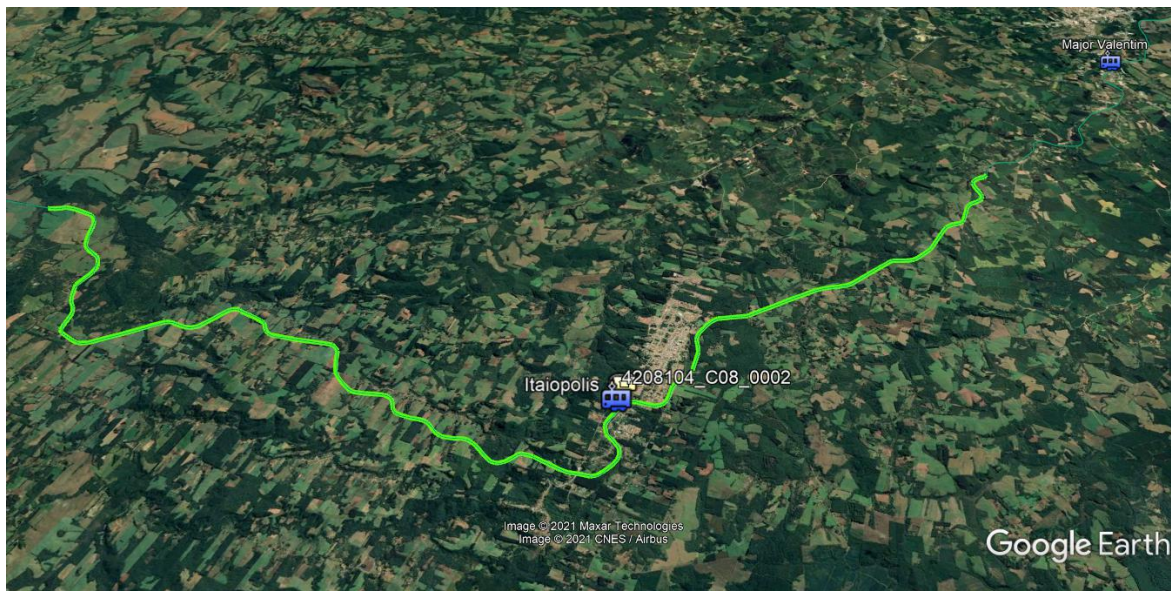 Major Valentim
Itaiopolis
4208104_C08_0002
Image © 2021 Maxar Technologies
Image © 2021 CNES / Airbus
Google Earth